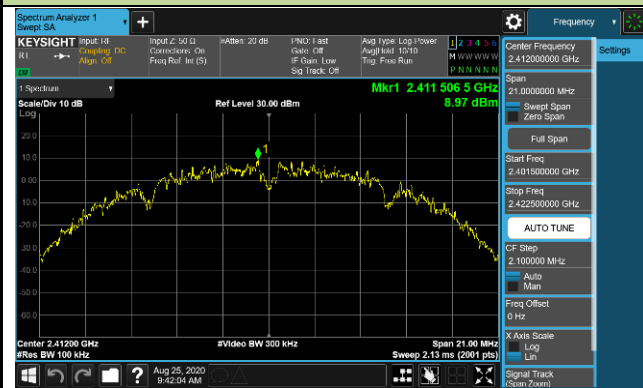 Spectrum Analyzer 1
Swept SA
Frequency
KEYSIGHT
Input: RF
Coupling: DC
Align: Off
Input Z: 50 Ω
Corrections: On
Freq Ref: Int (S)
#Atten: 20 dB
PNO: Fast
Gate: Off
IF Gain: Low
Sig Track: Off
Avg Type: Log-Power
Avg|Hold: 10/10
Trig: Free Run
1 2 3 4 5 6
M W W W W W
P N N N N N
1 Spectrum
Scale/Div 10 dB
Log
Ref Level 30.00 dBm
Mkr1 2.411 506 5 GHz
8.97 dBm
1
20.0
10.0
0.00
-10.0
-20.0
-30.0
-40.0
-50.0
-60.0
Center 2.41200 GHz
#Res BW 100 kHz
#Video BW 300 kHz
Span 21.00 MHz
Sweep 2.13 ms (2001 pts)
Aug 25, 2020
9:42:04 AM
Center Frequency
2.412000000 GHz
Settings
Span
21.0000000 MHz
Swept Span
Zero Span
Full Span
Start Freq
2.401500000 GHz
Stop Freq
2.422500000 GHz
AUTO TUNE
CF Step
2.100000 MHz
Auto
Man
Freq Offset
0 Hz
X Axis Scale
Log
Lin
Signal Track
(Span Zoom)